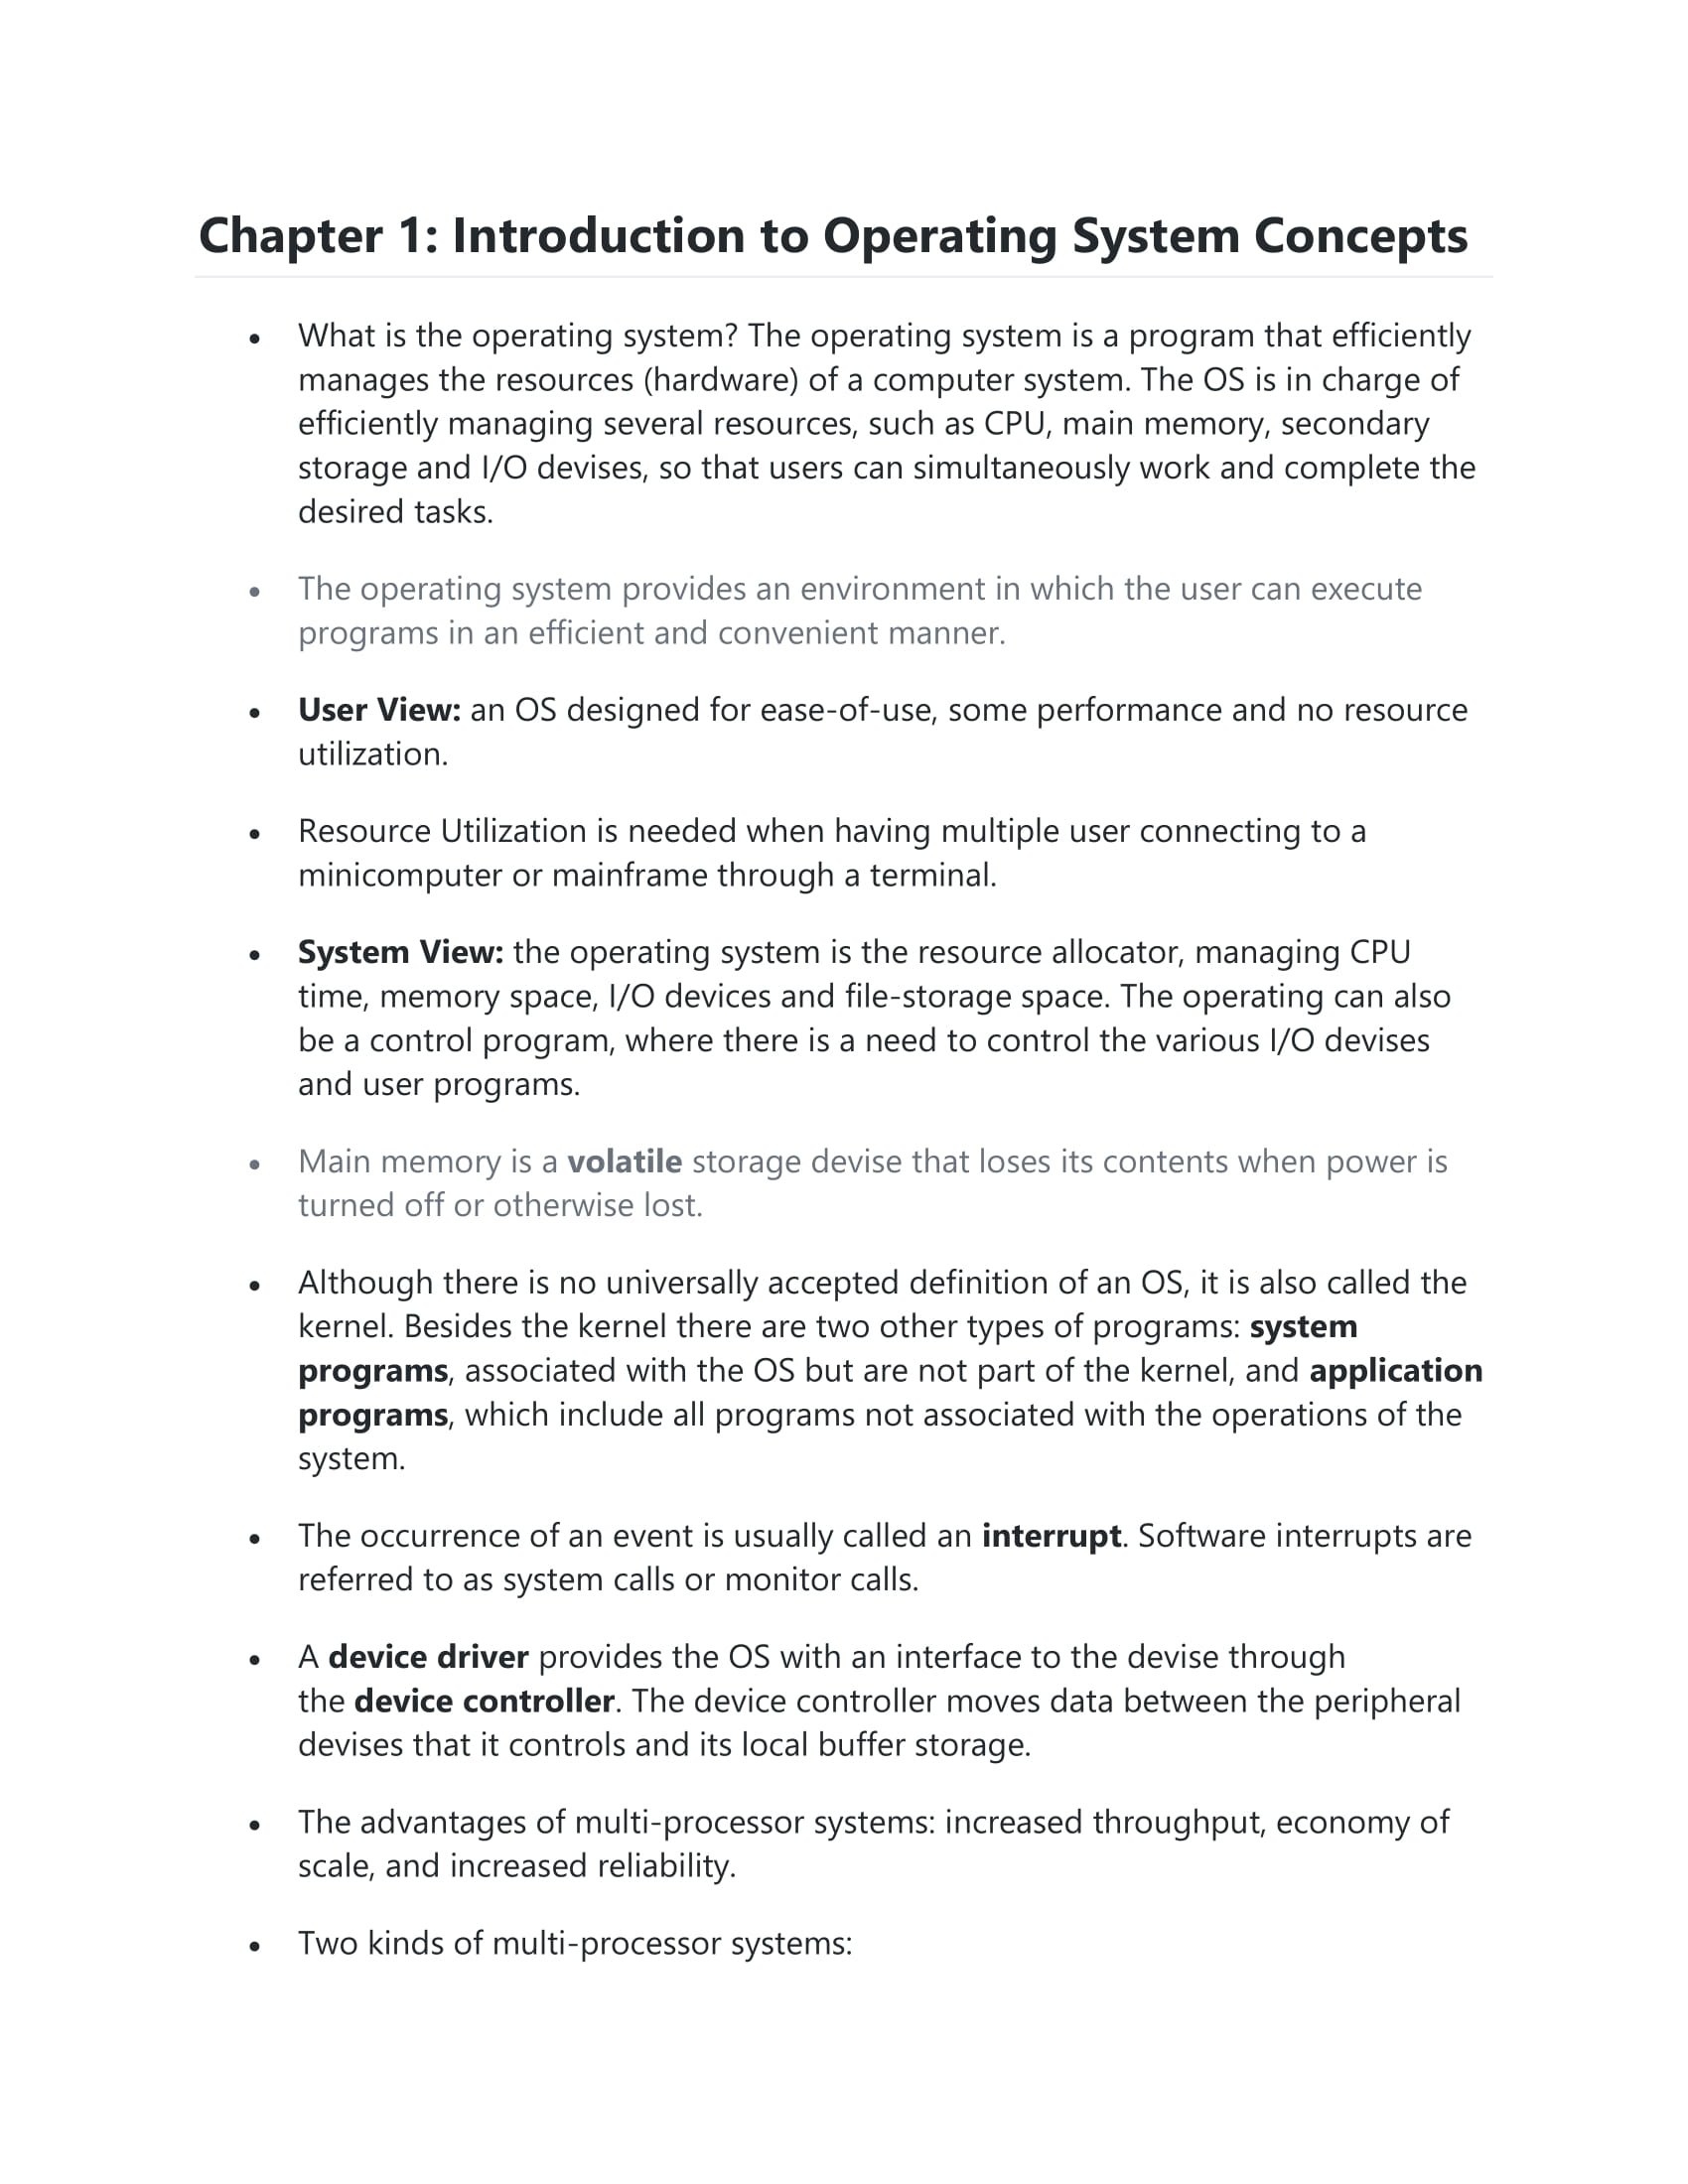 Chapter 1: Introduction to Operating System Concepts
• What is the operating system? The operating system is a program that efficiently
manages the resources (hardware) of a computer system. The OS is in charge of
efficiently managing several resources, such as CPU, main memory, secondary
storage and I/O devises, so that users can simultaneously work and complete the
desired tasks.
• The operating system provides an environment in which the user can execute
programs in an efficient and convenient manner.
• User View: an OS designed for ease-of-use, some performance and no resource
utilization.
• Resource Utilization is needed when having multiple user connecting to a
minicomputer or mainframe through a terminal.
• System View: the operating system is the resource allocator, managing CPU
time, memory space, I/O devices and file-storage space. The operating can also
be a control program, where there is a need to control the various I/O devises
and user programs.
• Main memory is a volatile storage devise that loses its contents when power is
turned off or otherwise lost.
• Although there is no universally accepted definition of an OS, it is also called the
kernel. Besides the kernel there are two other types of programs: system
programs, associated with the OS but are not part of the kernel, and application
programs, which include all programs not associated with the operations of the
system.
• The occurrence of an event is usually called an interrupt. Software interrupts are
referred to as system calls or monitor calls.
• A device driver provides the OS with an interface to the devise through
the device controller. The device controller moves data between the peripheral
devises that it controls and its local buffer storage.
• The advantages of multi-processor systems: increased throughput, economy of
scale, and increased reliability.
• Two kinds of multi-processor systems: